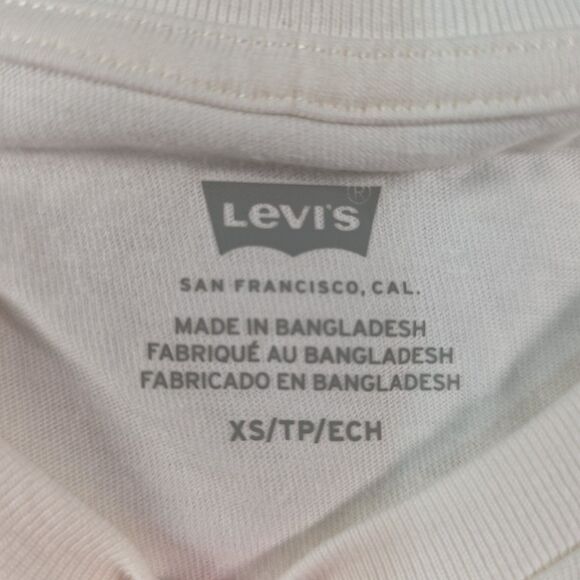 LEVI'S®
SAN FRANCISCO, CAL.
MADE IN BANGLADESH
FABRIQUÉ AU BANGLADESH
FABRICADO EN BANGLADESH
XS/TP/ECH